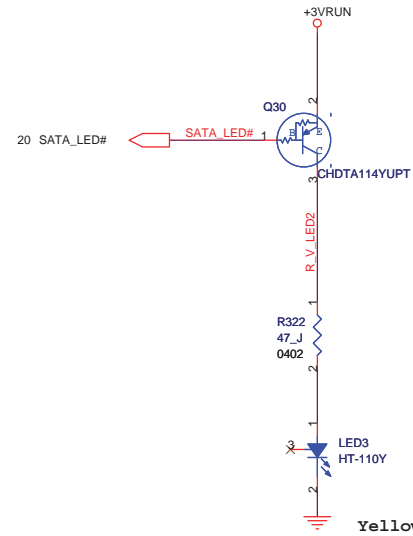 +3VRUN
Q30
2
20 SATA_LED#
SATA_LED#
1
B
E
C
CHDTA114YUPT
3
R_V_LED2
1
R322
47_J
0402
2
1
3
LED3
HT-110Y
2
Yello